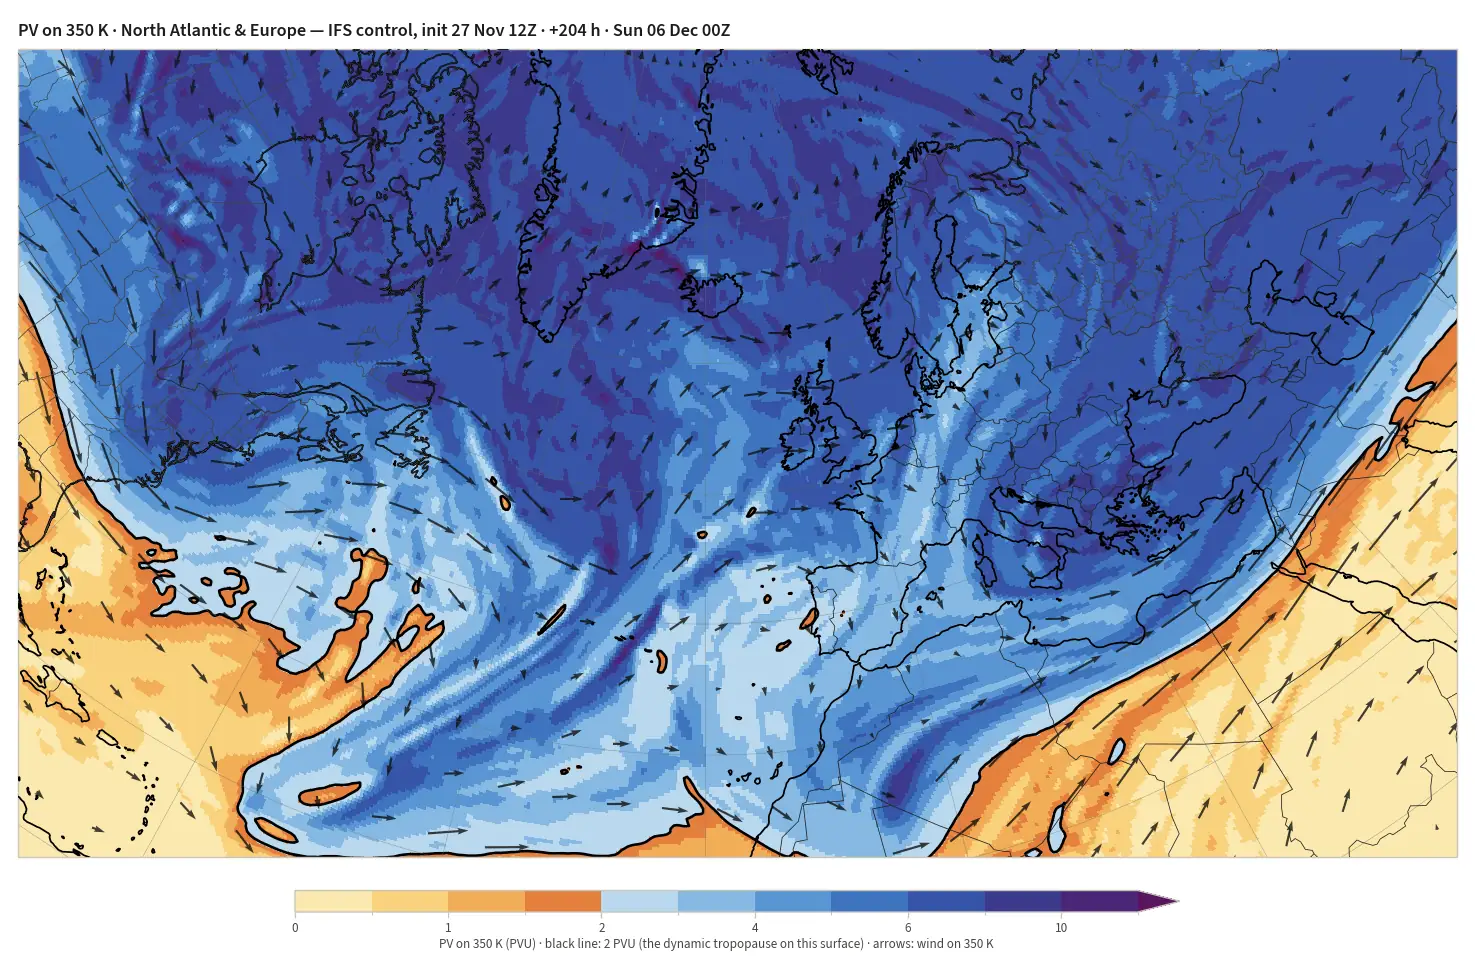 PV on 350 K · North Atlantic & Europe — IFS control, init 27 Nov 12Z · +204 h · Sun 06 Dec 00Z
0 1 2 4 6 10
PV on 350 K (PVU) · black line: 2 PVU (the dynamic tropopause on this surface) · arrows: wind on 350 K